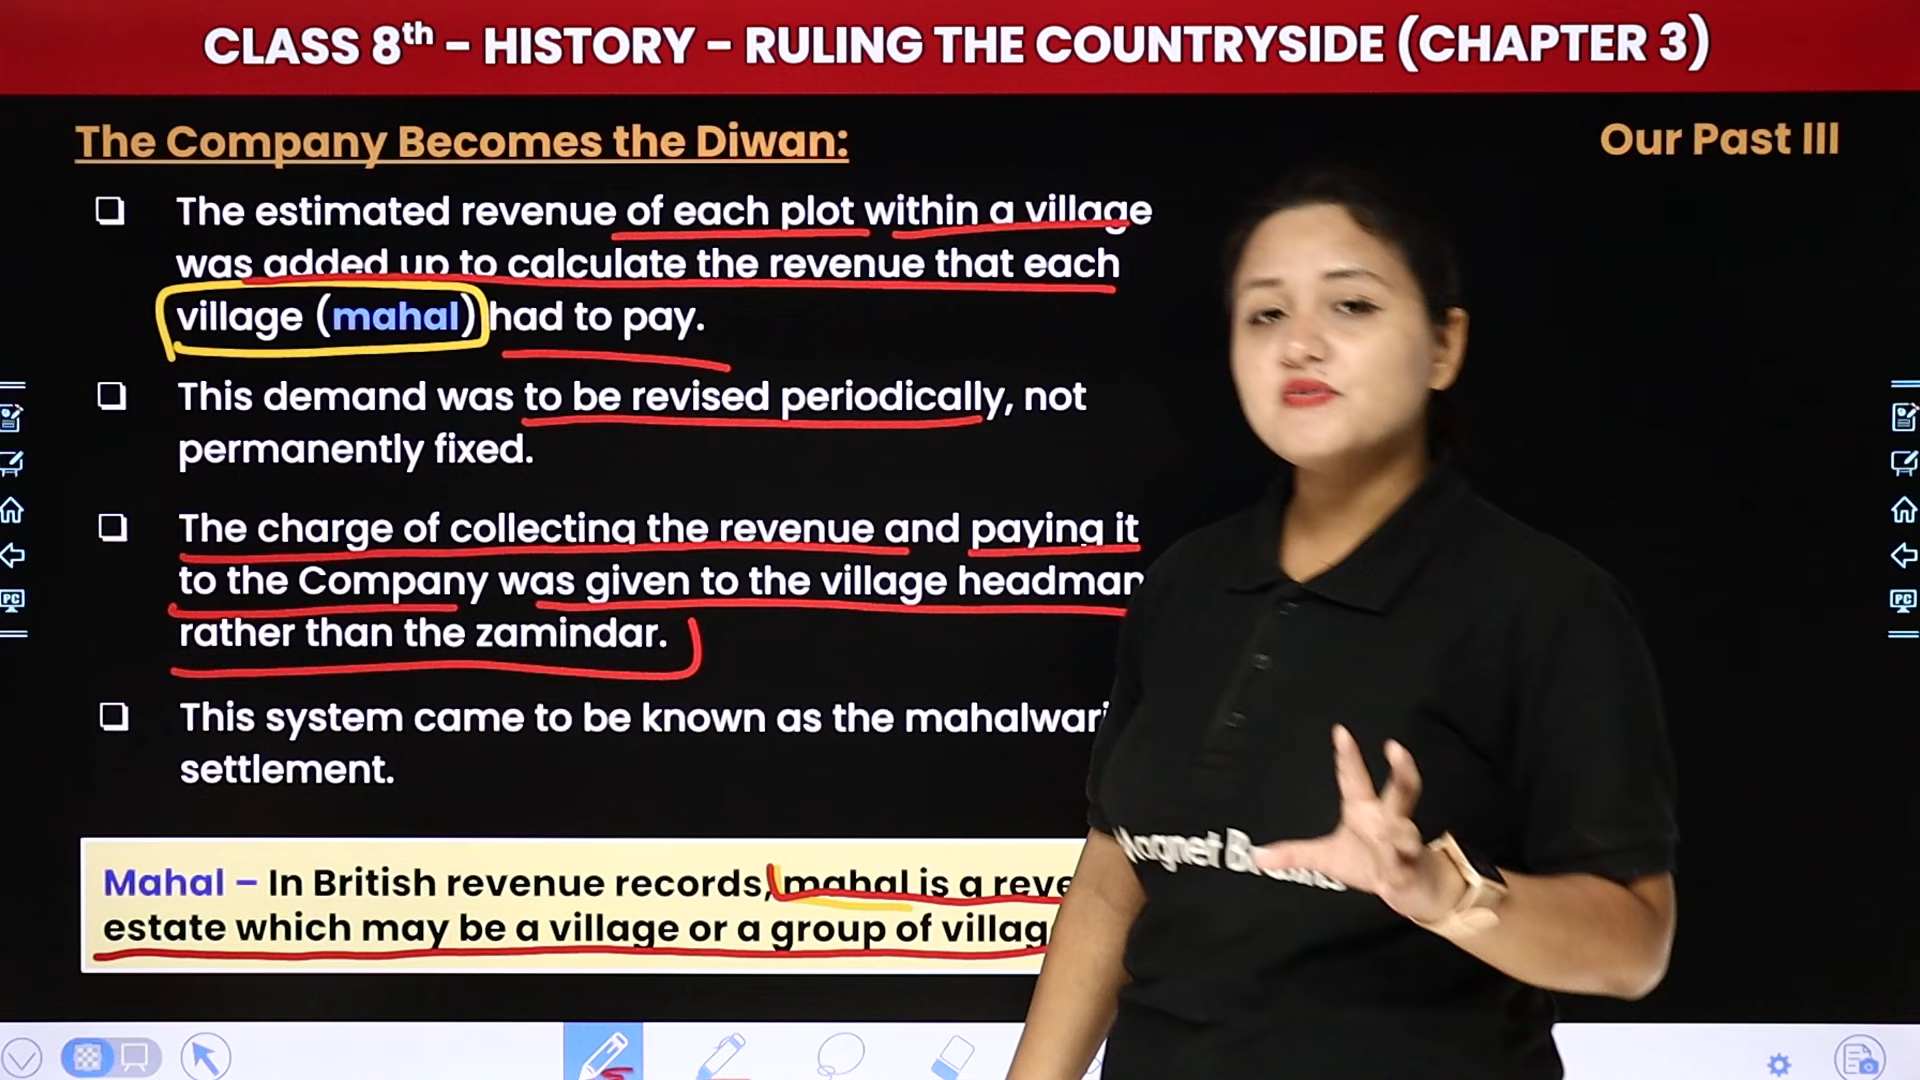 CLASS 8th – HISTORY – RULING THE COUNTRYSIDE (CHAPTER 3)
The Company Becomes the Diwan:
Our Past III
❑ The estimated revenue of each plot within a village
was added up to calculate the revenue that each
village (mahal) had to pay.
❑ This demand was to be revised periodically, not
permanently fixed.
❑ The charge of collecting the revenue and paying it
to the Company was given to the village headman
rather than the zamindar.
❑ This system came to be known as the mahalwari
settlement.
Mahal – In British revenue records, mahal is a reve
estate which may be a village or a group of villag
Magnet Br
PC
PC